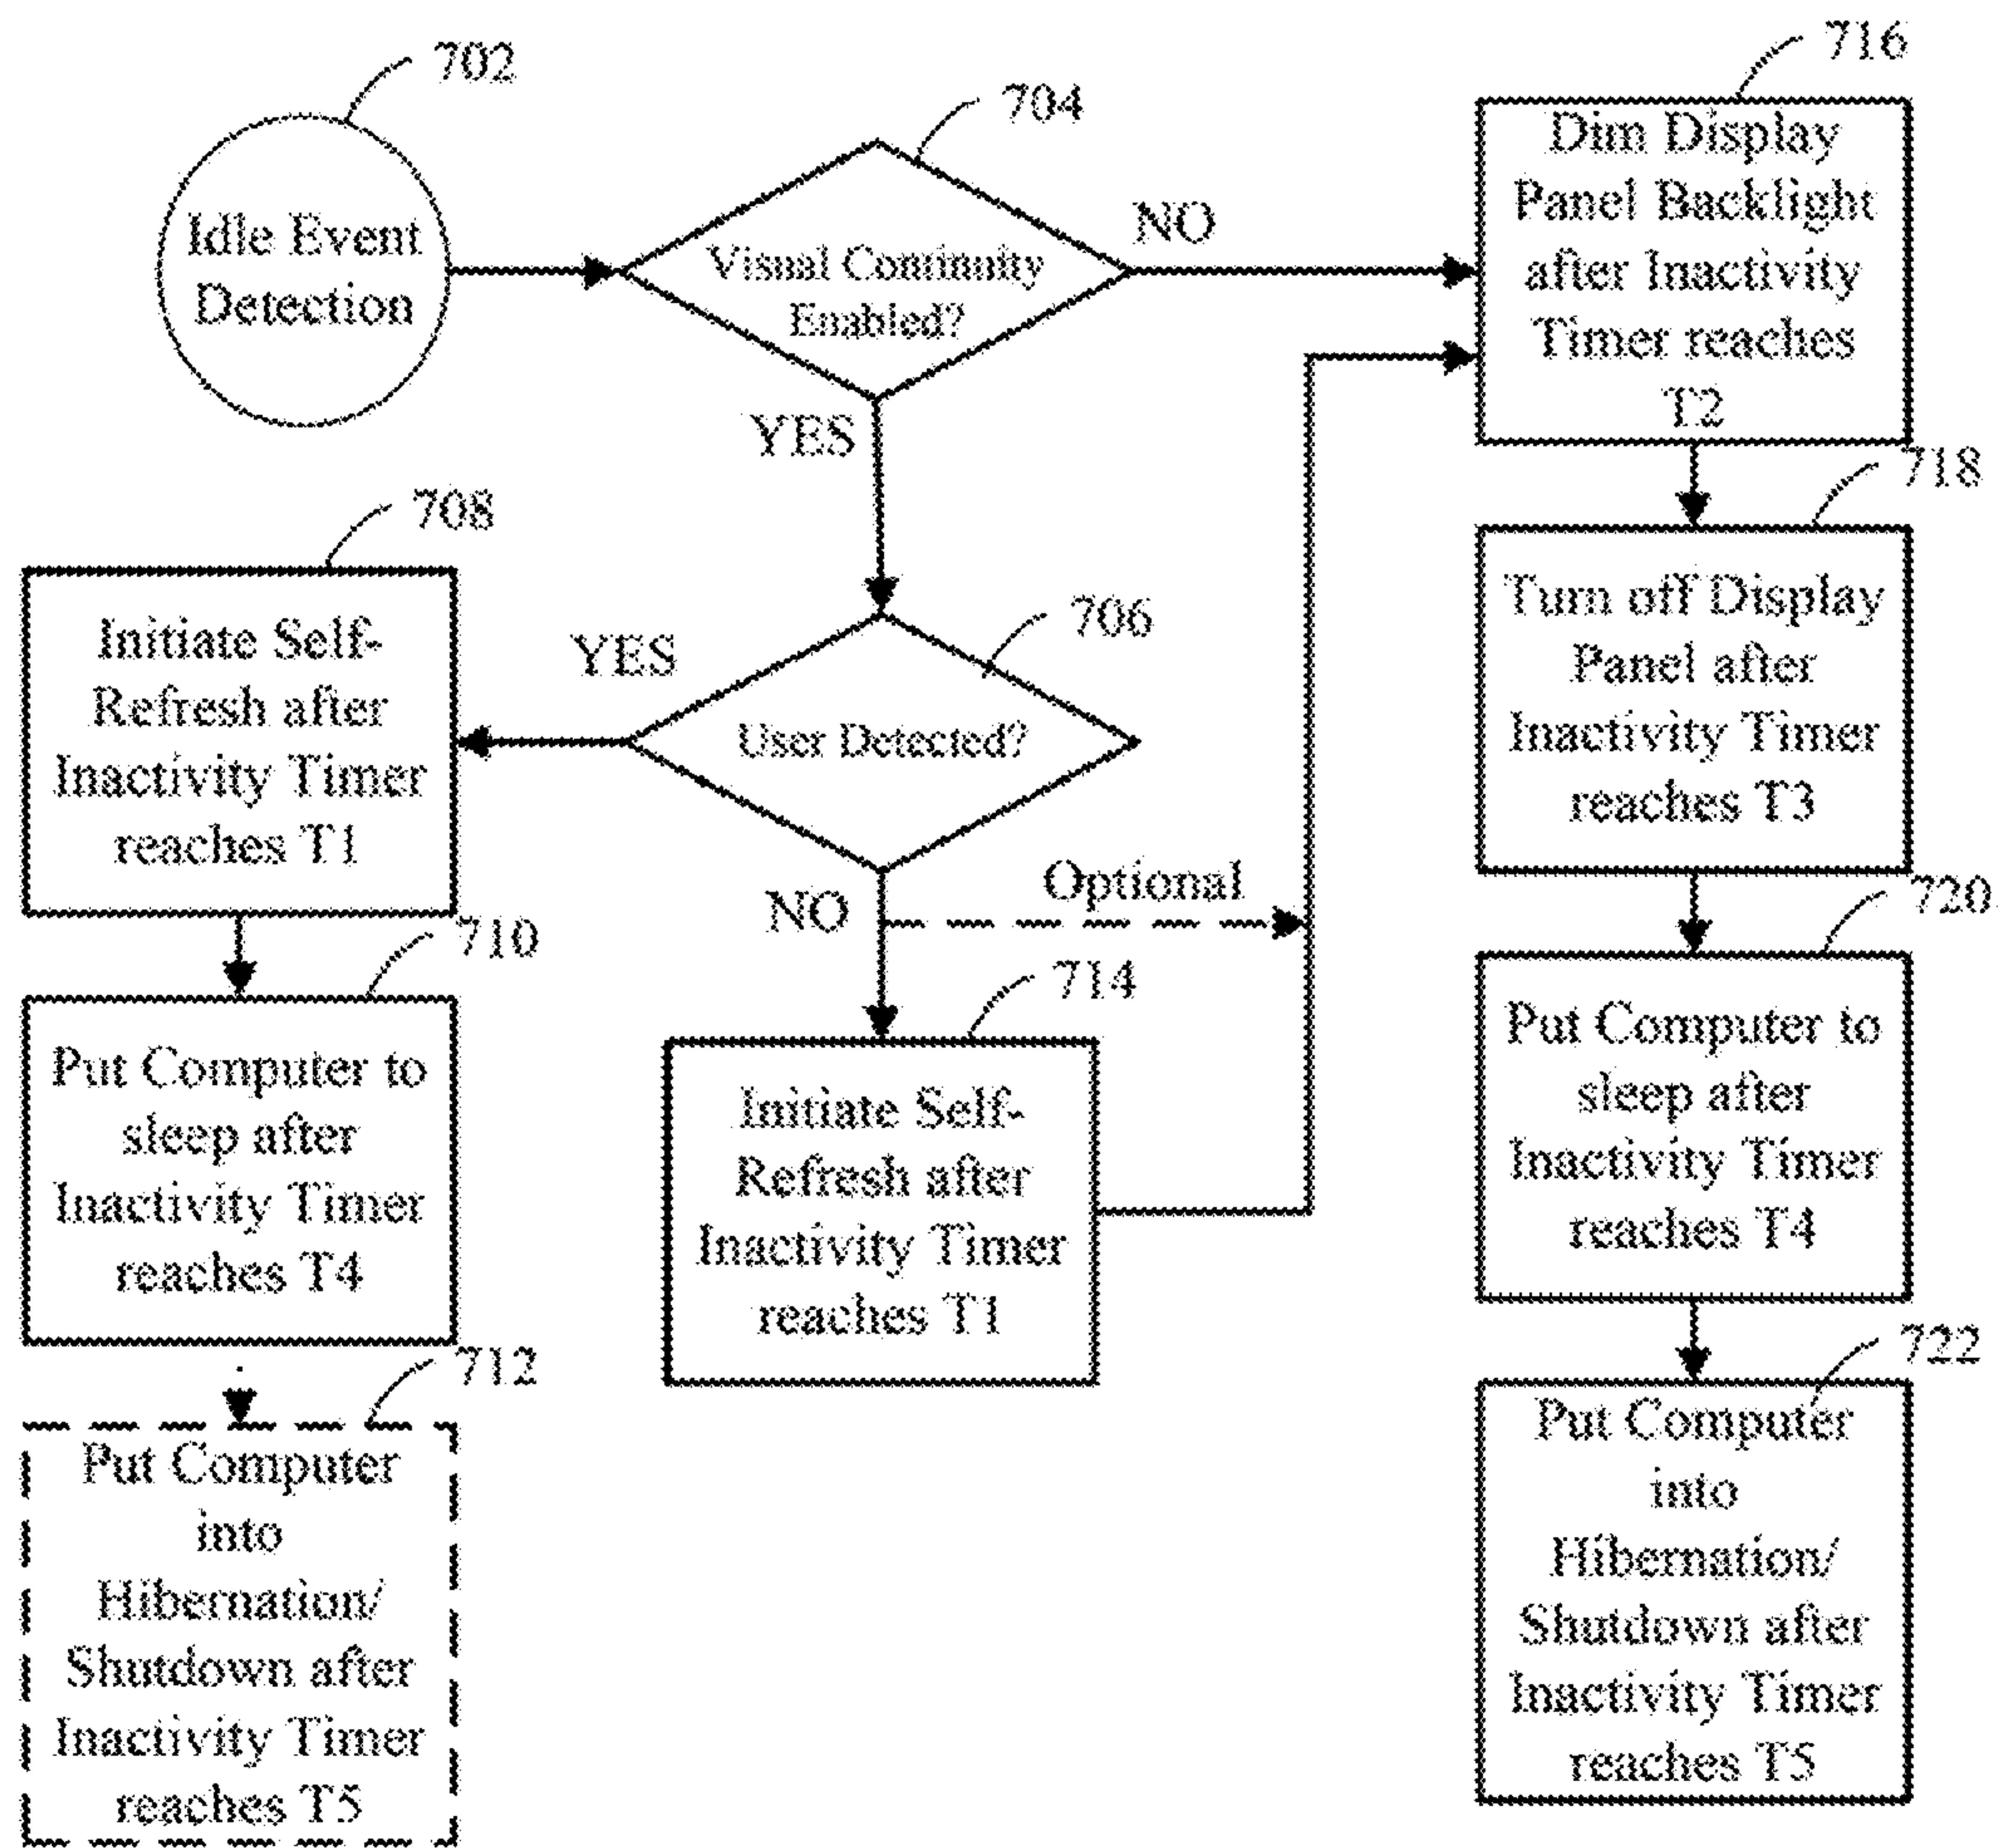 702
Idle Event
Detection
704
Visual Continuity
Enabled?
NO
YES
706
User Detected?
YES
NO
Optional
708
Initiate Self-
Refresh after
Inactivity Timer
reaches T1
710
Put Computer to
sleep after
Inactivity Timer
reaches T4
712
Put Computer
into
Hibernation/
Shutdown after
Inactivity Timer
reaches T5
714
Initiate Self-
Refresh after
Inactivity Timer
reaches T1
716
Dim Display
Panel Backlight
after Inactivity
Timer reaches
T2
718
Turn off Display
Panel after
Inactivity Timer
reaches T3
720
Put Computer to
sleep after
Inactivity Timer
reaches T4
722
Put Computer
into
Hibernation/
Shutdown after
Inactivity Timer
reaches T5